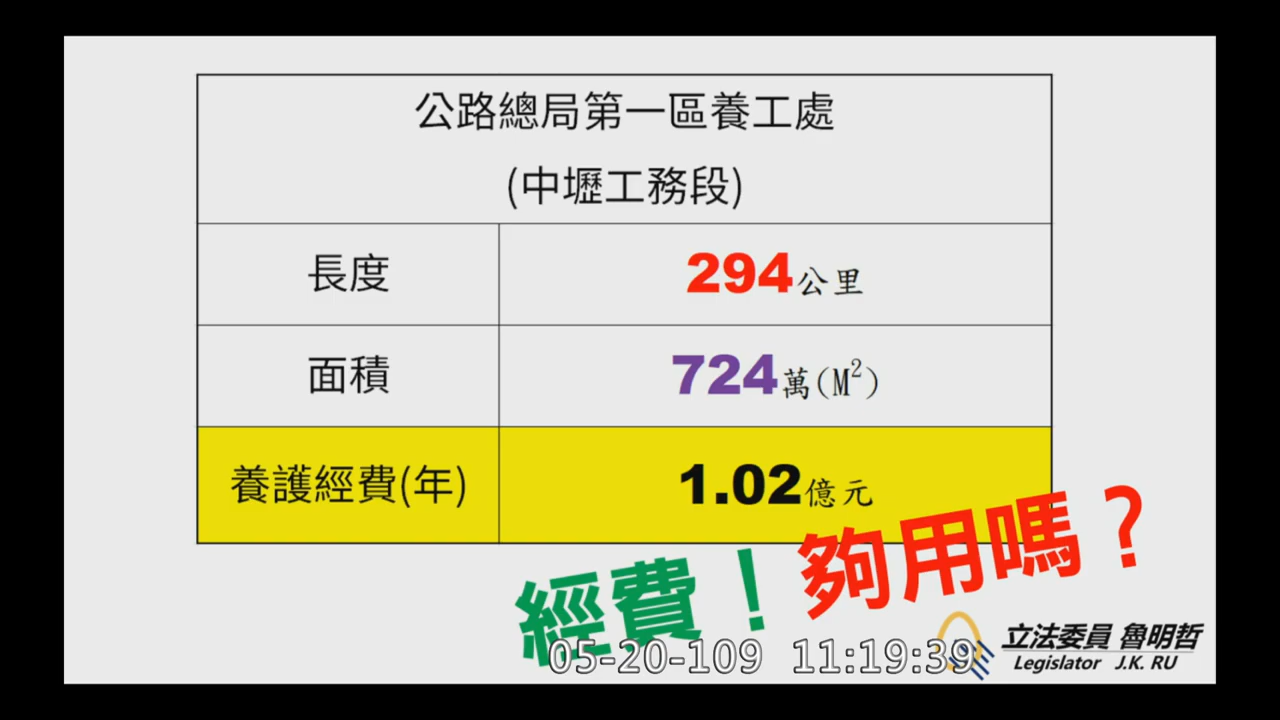 公路總局第一區養工處
(中壢工務段)
長度 294公里
面積 724萬(M²)
養護經費(年) 1.02億元
經費！夠用嗎？
立法委員 魯明哲
Legislator J.K. RU
05-20-109 11:19:39